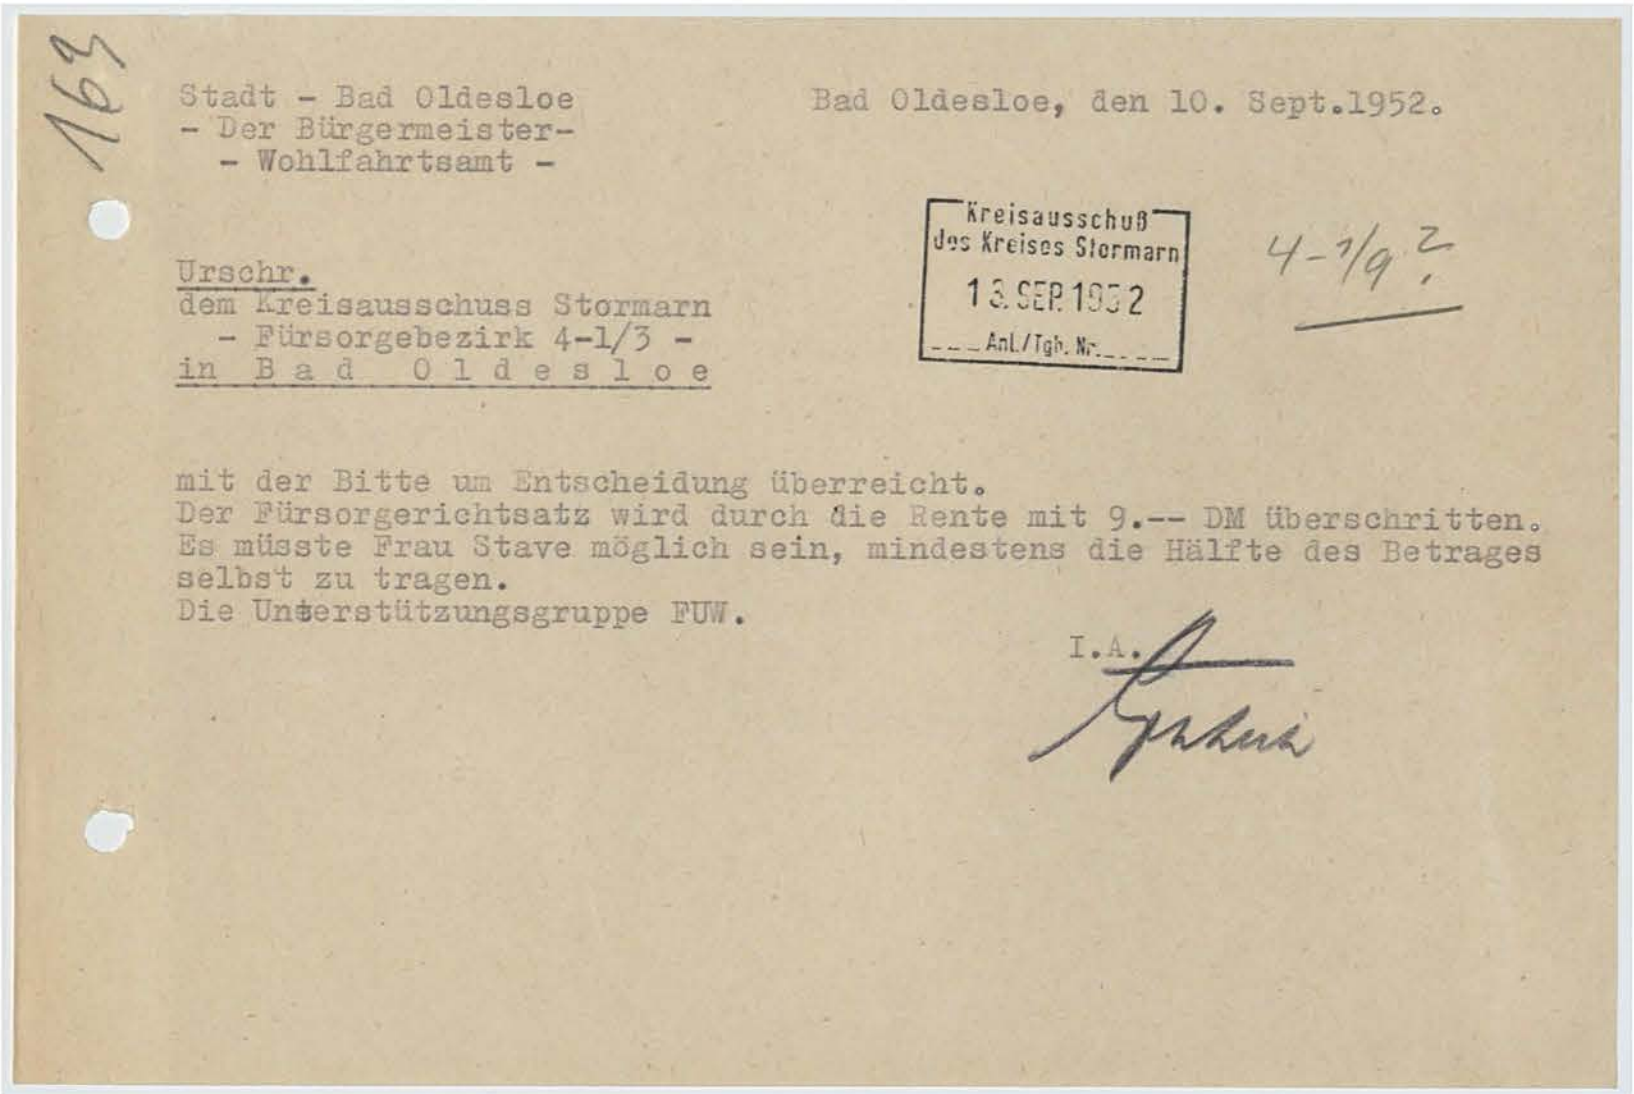 163
Stadt - Bad Oldesloe
- Der Bürgermeister-
- Wohlfahrtsamt -
Bad Oldesloe, den 10. Sept.1952.
Kreisausschuß
des Kreises Stormarn
13. SEP. 1952
Anl./Tgb. Nr.
4-1/9 ?
Urschr.
dem Kreisausschuss Stormarn
- Fürsorgebezirk 4-1/3 -
in Bad Oldesloe
mit der Bitte um Entscheidung überreicht.
Der Fürsorgerichtsatz wird durch die Rente mit 9.-- DM überschritten.
Es müsste Frau Stave möglich sein, mindestens die Hälfte des Betrages
selbst zu tragen.
Die Unterstützungsgruppe FUW.
I.A.